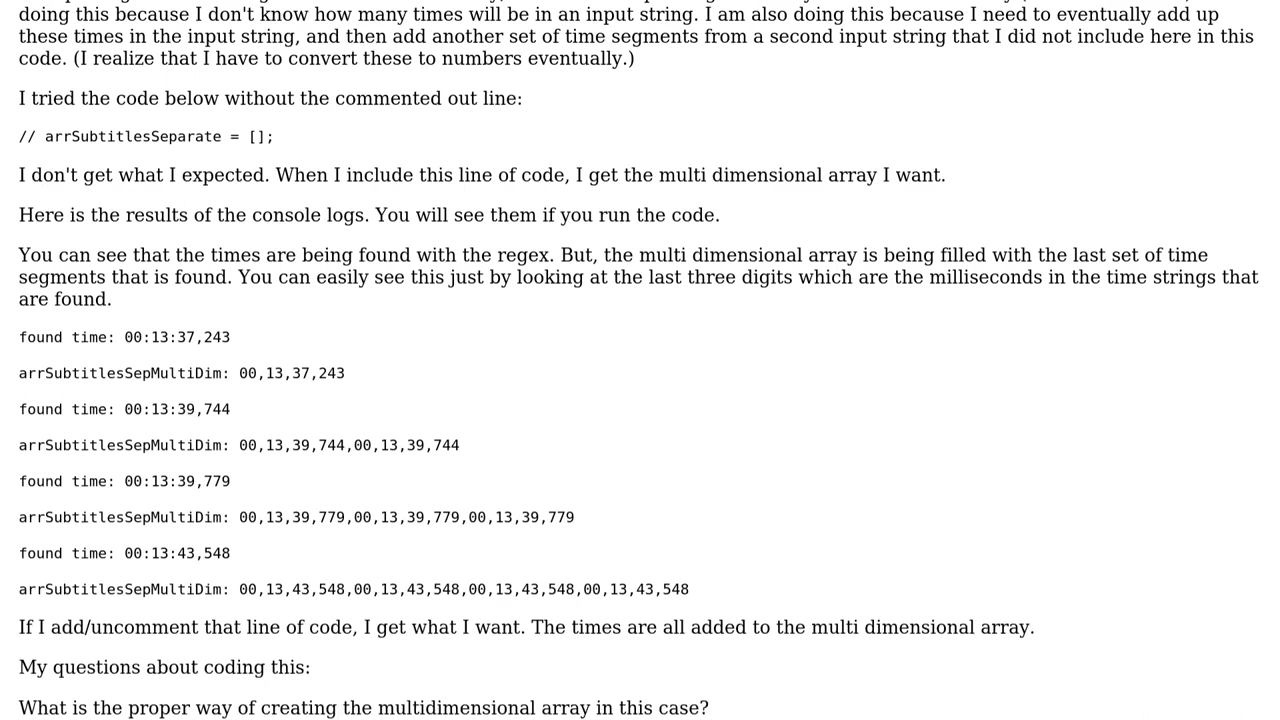 doing this because I don't know how many times will be in an input string. I am also doing this because I need to eventually add up
these times in the input string, and then add another set of time segments from a second input string that I did not include here in this
code. (I realize that I have to convert these to numbers eventually.)
I tried the code below without the commented out line:
// arrSubtitlesSeparate = [];
I don't get what I expected. When I include this line of code, I get the multi dimensional array I want.
Here is the results of the console logs. You will see them if you run the code.
You can see that the times are being found with the regex. But, the multi dimensional array is being filled with the last set of time
segments that is found. You can easily see this just by looking at the last three digits which are the milliseconds in the time strings that
are found.
found time: 00:13:37,243
arrSubtitlesSepMultiDim: 00,13,37,243
found time: 00:13:39,744
arrSubtitlesSepMultiDim: 00,13,39,744,00,13,39,744
found time: 00:13:39,779
arrSubtitlesSepMultiDim: 00,13,39,779,00,13,39,779,00,13,39,779
found time: 00:13:43,548
arrSubtitlesSepMultiDim: 00,13,43,548,00,13,43,548,00,13,43,548,00,13,43,548
If I add/uncomment that line of code, I get what I want. The times are all added to the multi dimensional array.
My questions about coding this:
What is the proper way of creating the multidimensional array in this case?